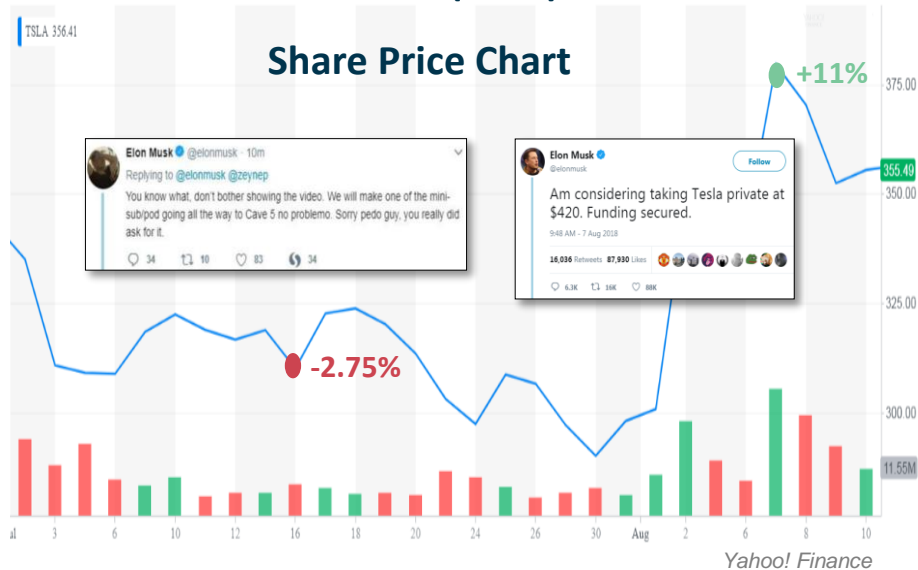 TSLA 356.41
Share Price Chart
+11%
375.00
Elon Musk @elonmusk · 10m
Replying to @elonmusk @zeynep
You know what, don't bother showing the video. We will make one of the mini-
sub/pod going all the way to Cave 5 no problemo. Sorry pedo guy, you really did
ask for it.
34 10 83 34
Elon Musk
@elonmusk
Follow
Am considering taking Tesla private at
$420. Funding secured.
9:48 AM - 7 Aug 2018
16,036 Retweets 87,930 Likes
6.3K 16K 88K
355.49
350.00
325.00
-2.75%
300.00
11.55M
ul 3 6 10 12 16 18 20 24 26 30 Aug 2 6 8 10
Yahoo! Finance